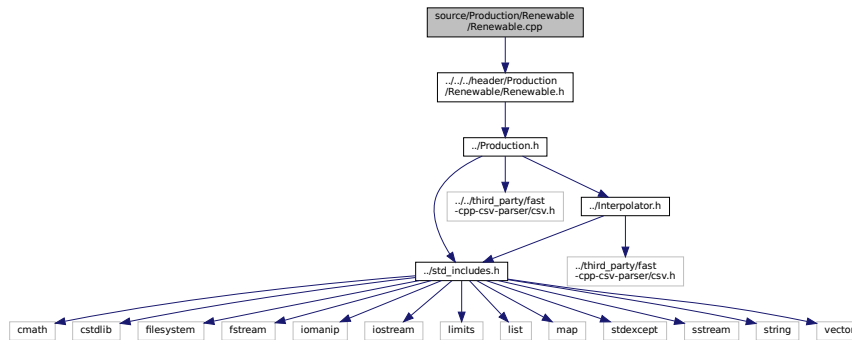 source/Production/Renewable
/Renewable.cpp
../../../header/Production
/Renewable/Renewable.h
../Production.h
../../third_party/fast
-cpp-csv-parser/csv.h
../Interpolator.h
../third_party/fast
-cpp-csv-parser/csv.h
../std_includes.h
cmath
cstdlib
filesystem
fstream
iomanip
iostream
limits
list
map
stdexcept
sstream
string
vector